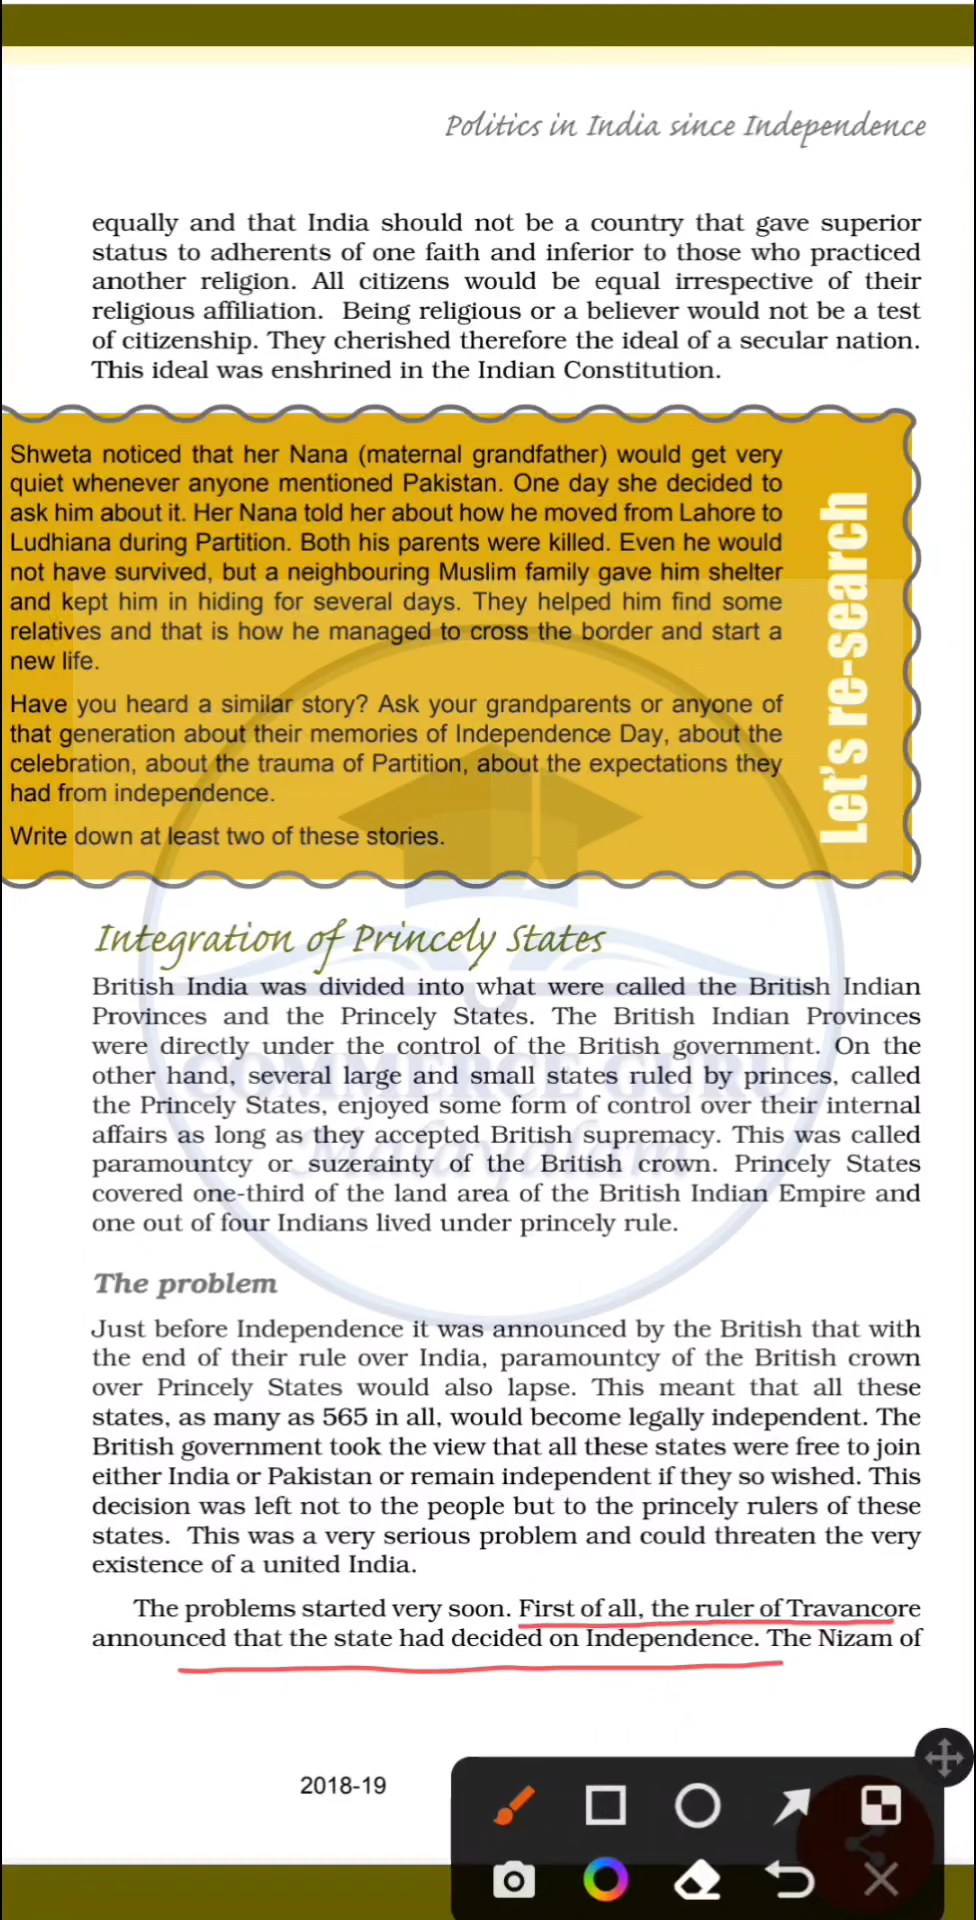 Politics in India since Independence
equally and that India should not be a country that gave superior
status to adherents of one faith and inferior to those who practiced
another religion. All citizens would be equal irrespective of their
religious affiliation. Being religious or a believer would not be a test
of citizenship. They cherished therefore the ideal of a secular nation.
This ideal was enshrined in the Indian Constitution.
Shweta noticed that her Nana (maternal grandfather) would get very
quiet whenever anyone mentioned Pakistan. One day she decided to
ask him about it. Her Nana told her about how he moved from Lahore to
Ludhiana during Partition. Both his parents were killed. Even he would
not have survived, but a neighbouring Muslim family gave him shelter
and kept him in hiding for several days. They helped him find some
relatives and that is how he managed to cross the border and start a
new life.
Have you heard a similar story? Ask your grandparents or anyone of
that generation about their memories of Independence Day, about the
celebration, about the trauma of Partition, about the expectations they
had from independence.
Write down at least two of these stories.
Let's re-search
Integration of Princely States
British India was divided into what were called the British Indian
Provinces and the Princely States. The British Indian Provinces
were directly under the control of the British government. On the
other hand, several large and small states ruled by princes, called
the Princely States, enjoyed some form of control over their internal
affairs as long as they accepted British supremacy. This was called
paramountcy or suzerainty of the British crown. Princely States
covered one-third of the land area of the British Indian Empire and
one out of four Indians lived under princely rule.
COMMERCE GURU
Malayalam
The problem
Just before Independence it was announced by the British that with
the end of their rule over India, paramountcy of the British crown
over Princely States would also lapse. This meant that all these
states, as many as 565 in all, would become legally independent. The
British government took the view that all these states were free to join
either India or Pakistan or remain independent if they so wished. This
decision was left not to the people but to the princely rulers of these
states. This was a very serious problem and could threaten the very
existence of a united India.
The problems started very soon. First of all, the ruler of Travancore
announced that the state had decided on Independence. The Nizam of
2018-19